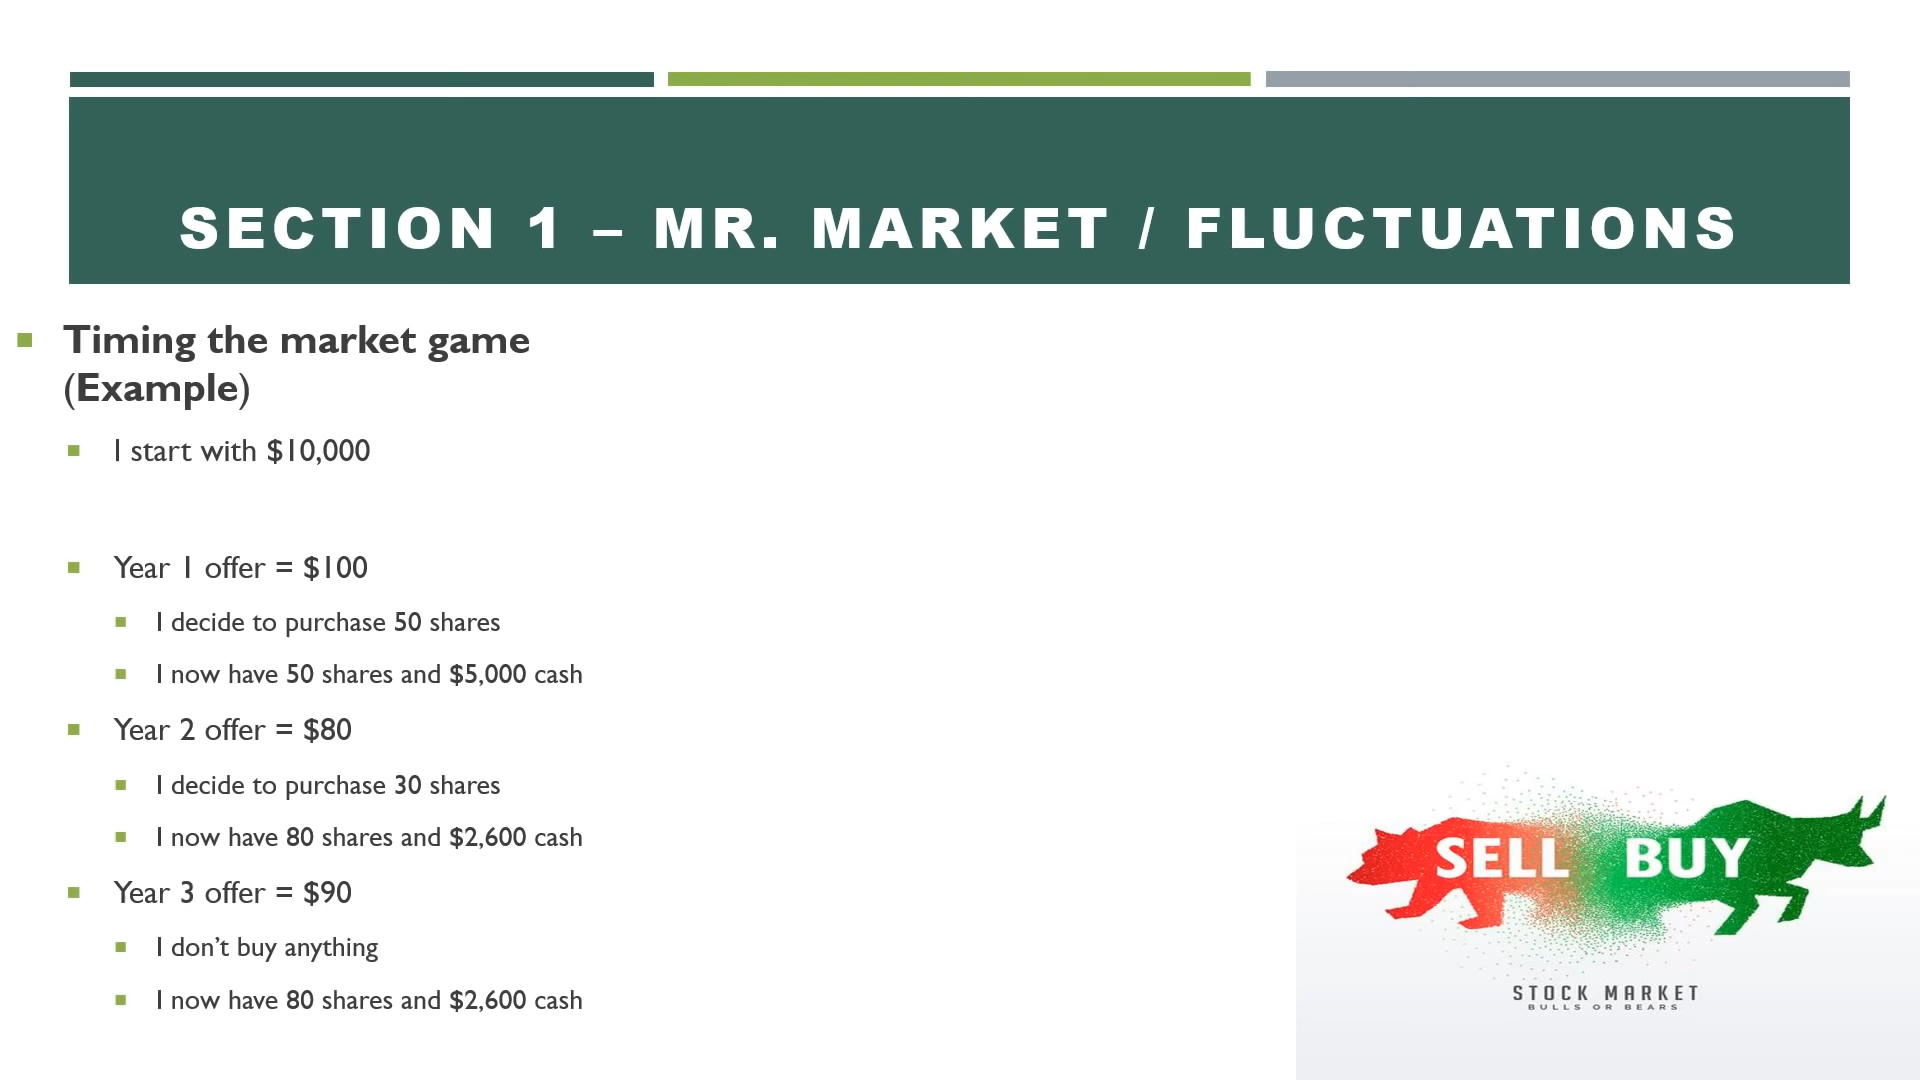 SECTION 1 – MR. MARKET / FLUCTUATIONS
Timing the market game
(Example)
I start with $10,000
Year 1 offer = $100
I decide to purchase 50 shares
I now have 50 shares and $5,000 cash
Year 2 offer = $80
I decide to purchase 30 shares
I now have 80 shares and $2,600 cash
Year 3 offer = $90
I don’t buy anything
I now have 80 shares and $2,600 cash
SELL BUY
STOCK MARKET
BULLS OR BEARS